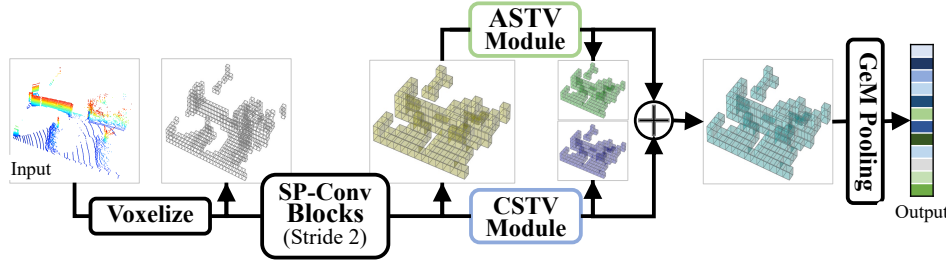 Input
Voxelize
SP-Conv
Blocks
(Stride 2)
ASTV
Module
CSTV
Module
GeM Pooling
Output